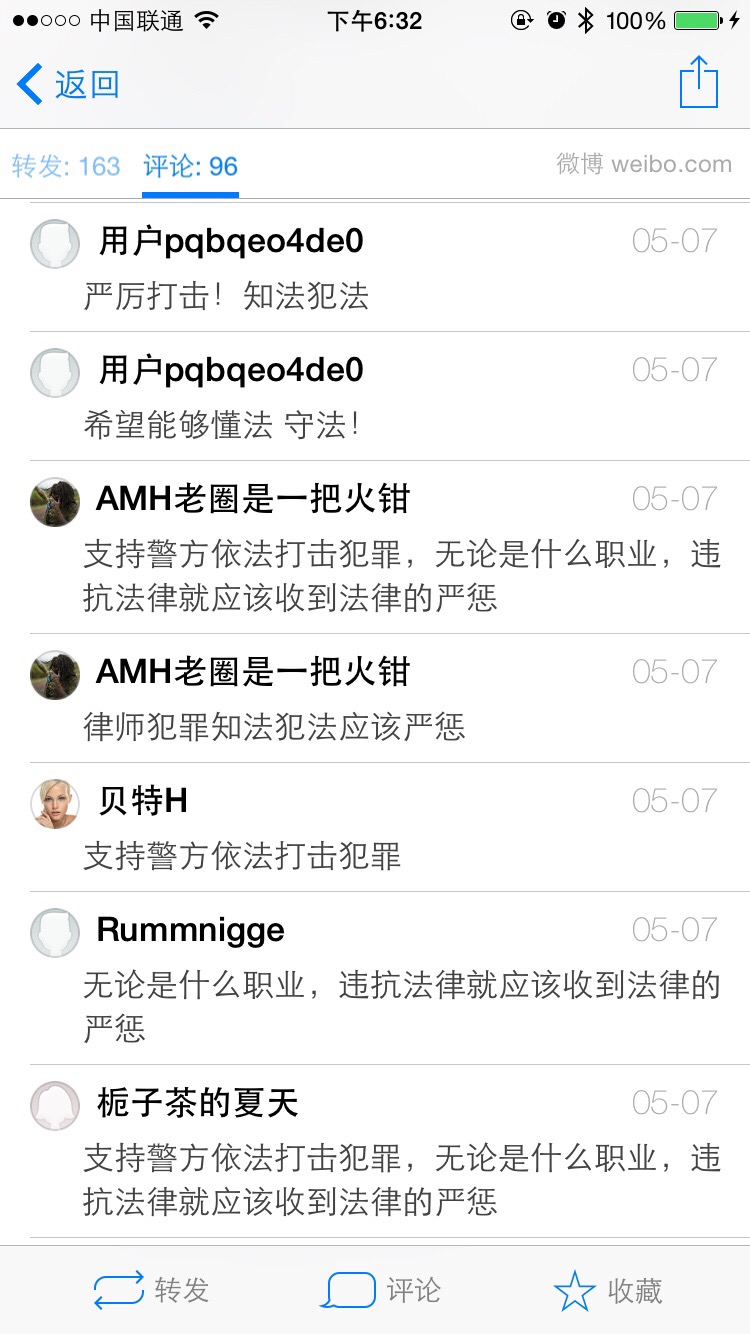 中国联通 下午6:32 100%
返回
转发: 163 评论: 96 微博 weibo.com
用户pqbqeo4de0 05-07
严厉打击！知法犯法
用户pqbqeo4de0 05-07
希望能够懂法 守法！
AMH老圈是一把火钳 05-07
支持警方依法打击犯罪，无论是什么职业，违
抗法律就应该收到法律的严惩
AMH老圈是一把火钳 05-07
律师犯罪知法犯法应该严惩
贝特H 05-07
支持警方依法打击犯罪
Rummnigge 05-07
无论是什么职业，违抗法律就应该收到法律的
严惩
栀子茶的夏天 05-07
支持警方依法打击犯罪，无论是什么职业，违
抗法律就应该收到法律的严惩
转发 评论 收藏